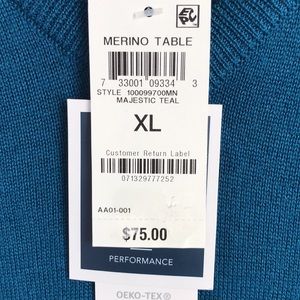 MERINO TABLE
7 33001 09334 3
STYLE 100099700MN
MAJESTIC TEAL
XL
Customer Return Label
071329777252
AA01-001
$75.00
PERFORMANCE
OEKO-TEX®